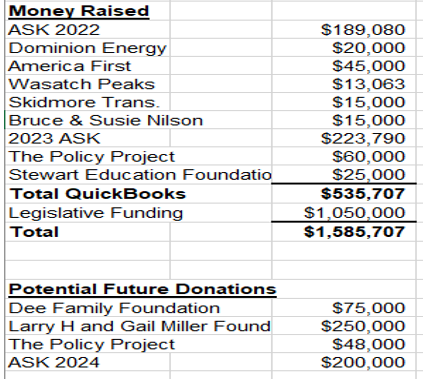 Money Raised
ASK 2022 $189,080
Dominion Energy $20,000
America First $45,000
Wasatch Peaks $13,063
Skidmore Trans. $15,000
Bruce & Susie Nilson $15,000
2023 ASK $223,790
The Policy Project $60,000
Stewart Education Foundatio $25,000
Total QuickBooks $535,707
Legislative Funding $1,050,000
Total $1,585,707
Potential Future Donations
Dee Family Foundation $75,000
Larry H and Gail Miller Found $250,000
The Policy Project $48,000
ASK 2024 $200,000